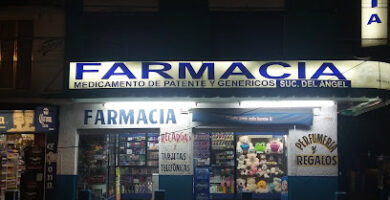 FARMACIA
MEDICAMENTO DE PATENTE Y GENERICOS SUC. DEL ANGEL
FARMACIA
RECARGAS
Y
TARJETAS
TELEFONICAS
PERFUMERIA
Y
REGALOS